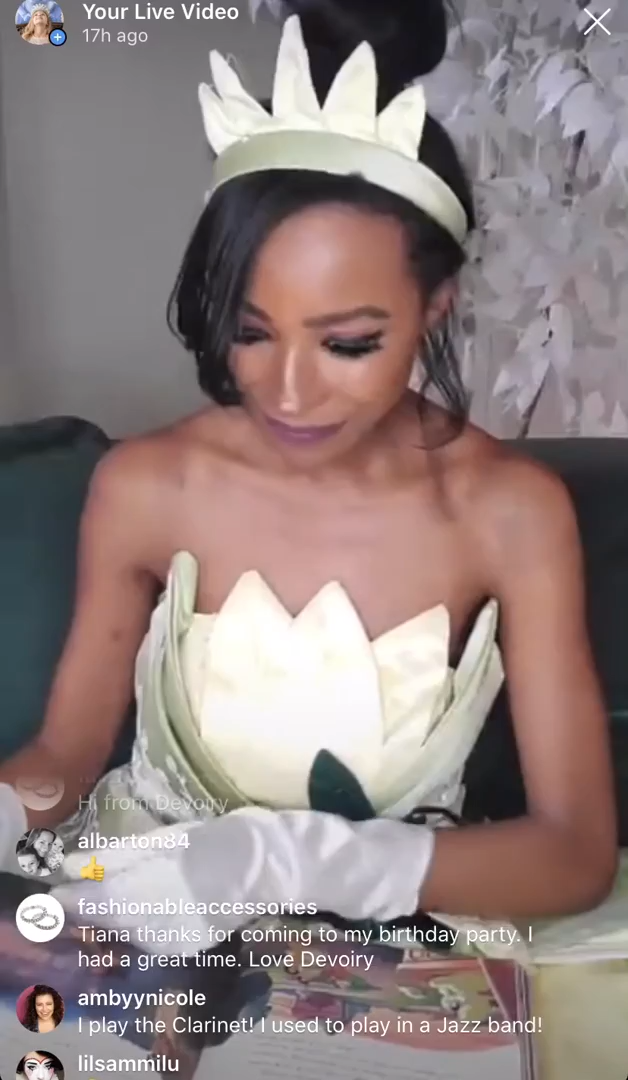 Your Live Video
17h ago
Hi from Devoiry
albarton84
👍
fashionableaccessories
Tiana thanks for coming to my birthday party. I
had a great time. Love Devoiry
ambyynicole
I play the Clarinet! I used to play in a Jazz band!
lilsammilu